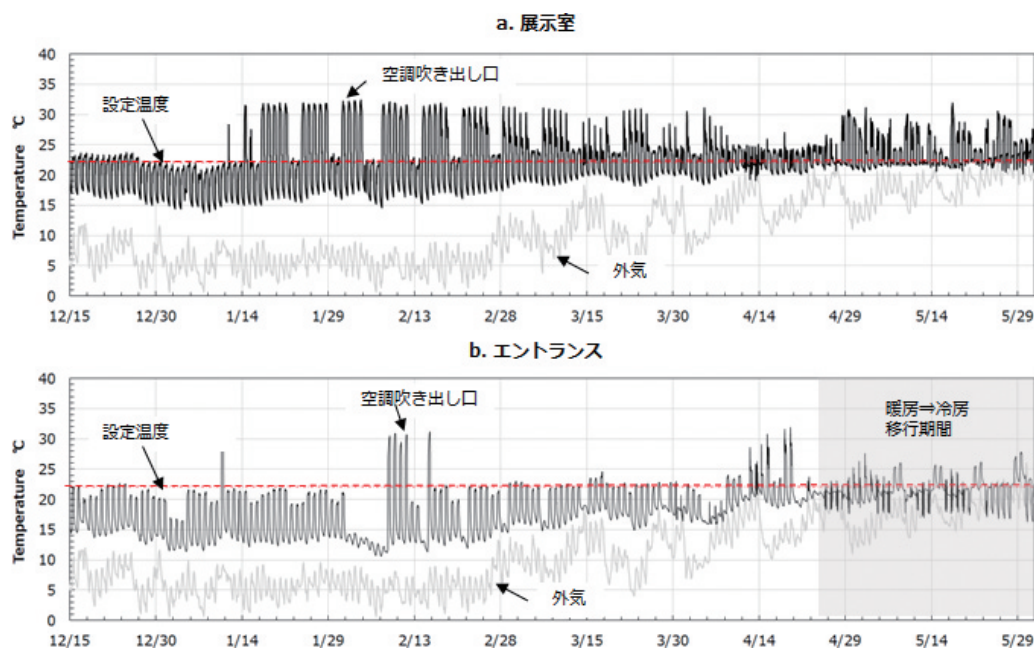 a. 展示室
40
35
30
25
20
15
10
5
0
Temperature ℃
設定温度
空調吹き出し口
外気
12/15 12/30 1/14 1/29 2/13 2/28 3/15 3/30 4/14 4/29 5/14 5/29
b. エントランス
40
35
30
25
20
15
10
5
0
Temperature ℃
設定温度
空調吹き出し口
外気
暖房⇒冷房
移行期間
12/15 12/30 1/14 1/29 2/13 2/28 3/15 3/30 4/14 4/29 5/14 5/29